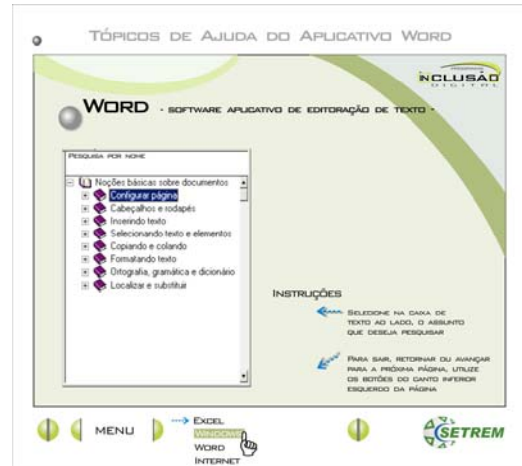 Tópicos de Ajuda do Aplicativo Word
INCLUSÃO
DIGITAL
Word - software aplicativo de editoração de texto -
Pesquisa por nome
Noções básicas sobre documentos
Configurar página
Cabeçalhos e rodapés
Inserindo texto
Selecionando texto e elementos
Copiando e colando
Formatando texto
Ortografia, gramática e dicionário
Localizar e substituir
Instruções
Selecione na caixa de
texto ao lado, o assunto
que deseja pesquisar
Para sair, retornar ou avançar
para a próxima página, utilize
os botões do canto inferior
esquerdo da página
MENU
Excel
Windows
Word
Internet
SETREM